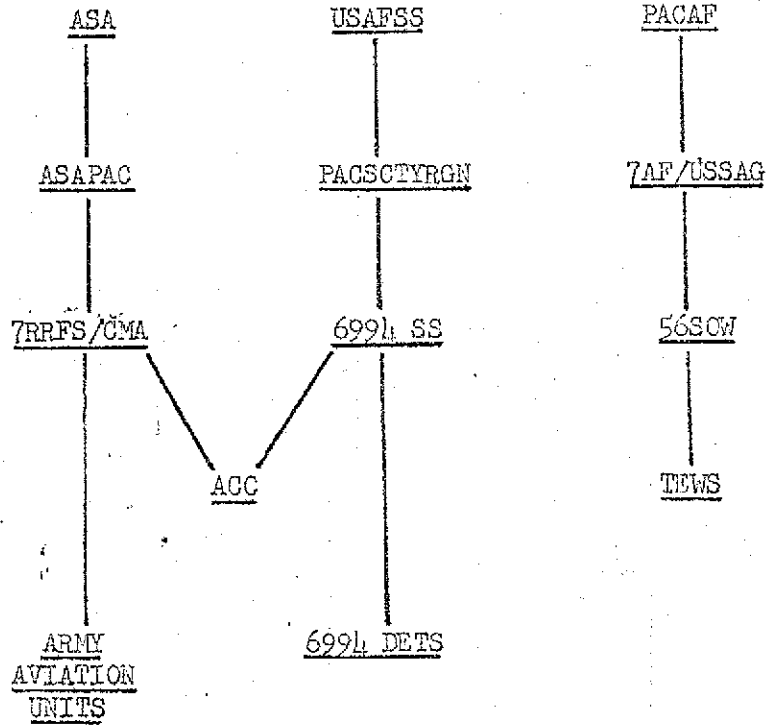 ASA USAFSS PACAF
ASAPAC PACSCTYRGN 7AF/USSAG
7RRFS/CMA 6994 SS 56SOW
ACC TEWS
ARMY 6994 DETS
AVIATION
UNITS